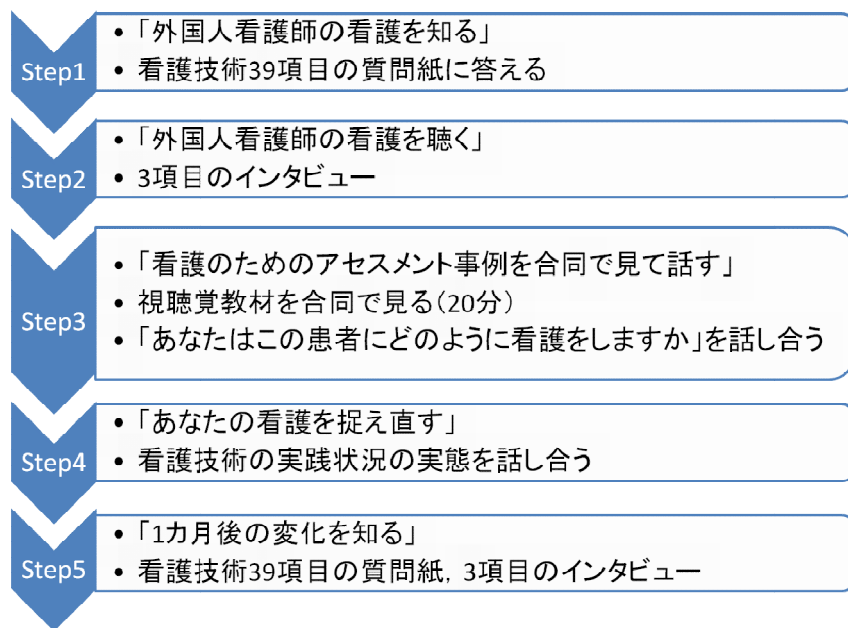 Step1
• 「外国人看護師の看護を知る」
• 看護技術39項目の質問紙に答える
Step2
• 「外国人看護師の看護を聴く」
• 3項目のインタビュー
Step3
• 「看護のためのアセスメント事例を合同で見て話す」
• 視聴覚教材を合同で見る(20分)
• 「あなたはこの患者にどのように看護をしますか」を話し合う
Step4
• 「あなたの看護を捉え直す」
• 看護技術の実践状況の実態を話し合う
Step5
• 「1カ月後の変化を知る」
• 看護技術39項目の質問紙, 3項目のインタビュー